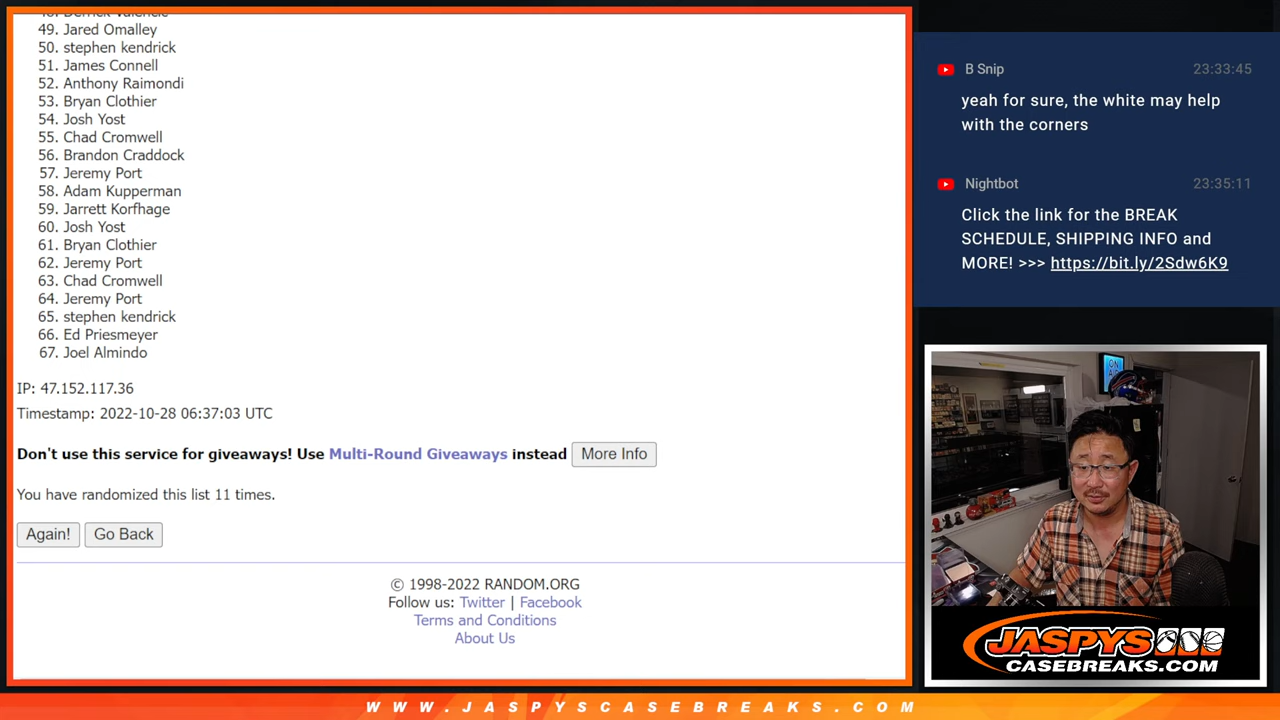 48. Derrick Valencic
49. Jared Omalley
50. stephen kendrick
51. James Connell
52. Anthony Raimondi
53. Bryan Clothier
54. Josh Yost
55. Chad Cromwell
56. Brandon Craddock
57. Jeremy Port
58. Adam Kupperman
59. Jarrett Korfhage
60. Josh Yost
61. Bryan Clothier
62. Jeremy Port
63. Chad Cromwell
64. Jeremy Port
65. stephen kendrick
66. Ed Priesmeyer
67. Joel Almindo
IP: 47.152.117.36
Timestamp: 2022-10-28 06:37:03 UTC
Don't use this service for giveaways! Use Multi-Round Giveaways instead More Info
You have randomized this list 11 times.
Again! Go Back
© 1998-2022 RANDOM.ORG
Follow us: Twitter | Facebook
Terms and Conditions
About Us
B Snip 23:33:45
yeah for sure, the white may help
with the corners
Nightbot 23:35:11
Click the link for the BREAK
SCHEDULE, SHIPPING INFO and
MORE! >>> https://bit.ly/2Sdw6K9
ON
JASPYS
CASEBREAKS.COM
WWW.JASPYSCASEBREAKS.COM